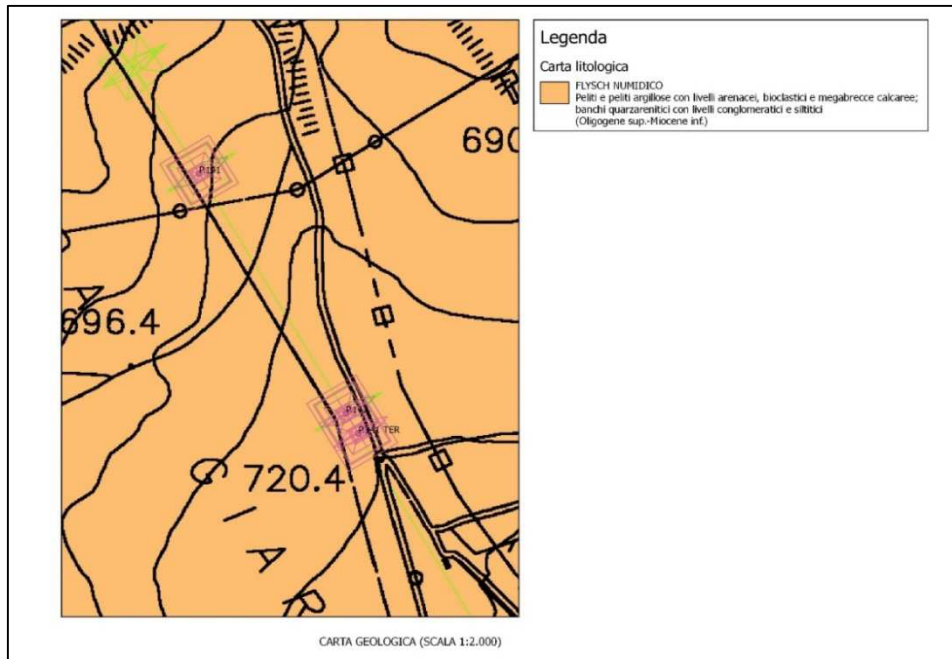 Legenda
Carta litologica
FLYSCH NUMIDICO
Peliti e peliti argillose con livelli arenacei, bioclastici e megabrecce calcaree;
banchi quarzarenitici con livelli conglomeratici e siltitici
(Oligogene sup.-Miocene inf.)
690
696.4
TER
720.4
G
I
A
R
A
CARTA GEOLOGICA (SCALA 1:2.000)